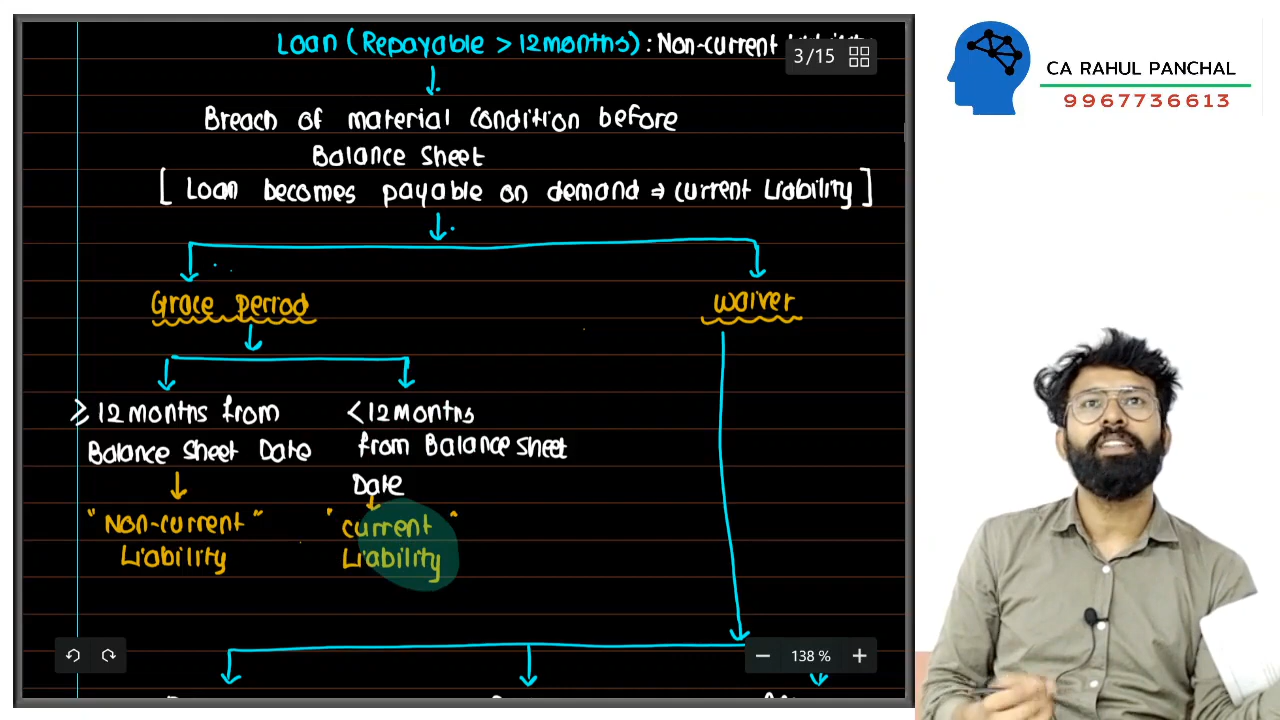 Loan (Repayable > 12months) : Non-current
3/15
CA RAHUL PANCHAL
9967736613
Breach of material condition before
Balance sheet
[ Loan becomes payable on demand ⇒ current Liability ]
Grace period
waiver
≥ 12 months from
Balance sheet Date
< 12 months
from Balance sheet
Date
"Non-current"
Liability
"current"
Liability
138 %